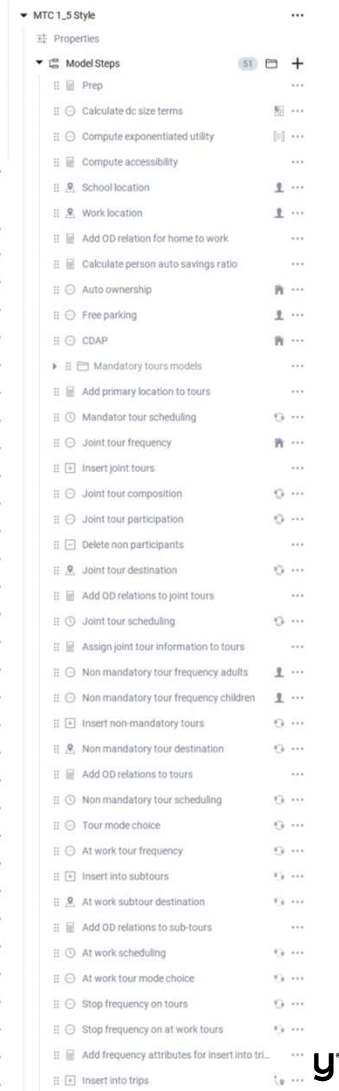 MTC 1_5 Style
Properties
Model Steps 51
Prep
Calculate dc size terms
Compute exponentiated utility
Compute accessibility
School location
Work location
Add OD relation for home to work
Calculate person auto savings ratio
Auto ownership
Free parking
CDAP
Mandatory tours models
Add primary location to tours
Mandator tour scheduling
Joint tour frequency
Insert joint tours
Joint tour composition
Joint tour participation
Delete non participants
Joint tour destination
Add OD relations to joint tours
Joint tour scheduling
Assign joint tour information to tours
Non mandatory tour frequency adults
Non mandatory tour frequency children
Insert non-mandatory tours
Non mandatory tour destination
Add OD relations to tours
Non mandatory tour scheduling
Tour mode choice
At work tour frequency
Insert into subtours
At work subtour destination
Add OD relations to sub-tours
At work scheduling
At work tour mode choice
Stop frequency on tours
Stop frequency on at work tours
Add frequency attributes for insert into tri...
Insert into trips
y